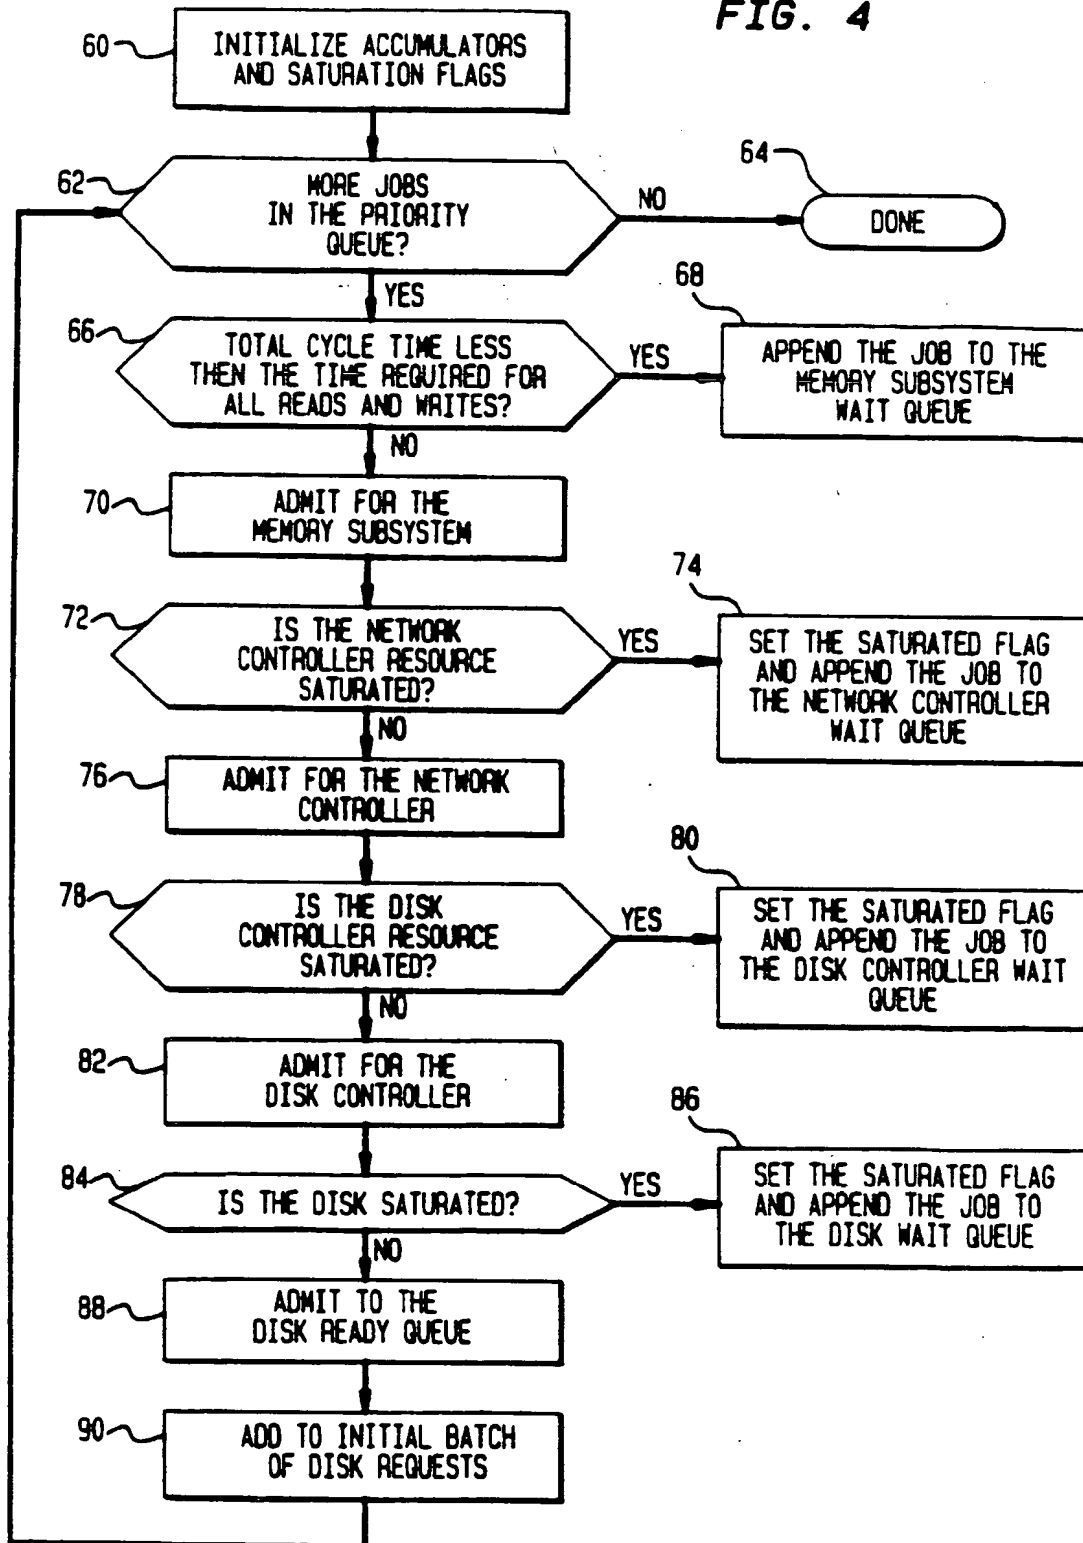 FIG. 4
60
INITIALIZE ACCUMULATORS
AND SATURATION FLAGS
62
MORE JOBS
IN THE PRIORITY
QUEUE?
NO
64
DONE
YES
66
TOTAL CYCLE TIME LESS
THEN THE TIME REQUIRED FOR
ALL READS AND WRITES?
YES
68
APPEND THE JOB TO THE
MEMORY SUBSYSTEM
WAIT QUEUE
NO
70
ADMIT FOR THE
MEMORY SUBSYSTEM
72
IS THE NETWORK
CONTROLLER RESOURCE
SATURATED?
YES
74
SET THE SATURATED FLAG
AND APPEND THE JOB TO
THE NETWORK CONTROLLER
WAIT QUEUE
NO
76
ADMIT FOR THE NETWORK
CONTROLLER
78
IS THE DISK
CONTROLLER RESOURCE
SATURATED?
YES
80
SET THE SATURATED FLAG
AND APPEND THE JOB TO
THE DISK CONTROLLER WAIT
QUEUE
NO
82
ADMIT FOR THE
DISK CONTROLLER
84
IS THE DISK SATURATED?
YES
86
SET THE SATURATED FLAG
AND APPEND THE JOB TO
THE DISK WAIT QUEUE
NO
88
ADMIT TO THE
DISK READY QUEUE
90
ADD TO INITIAL BATCH
OF DISK REQUESTS